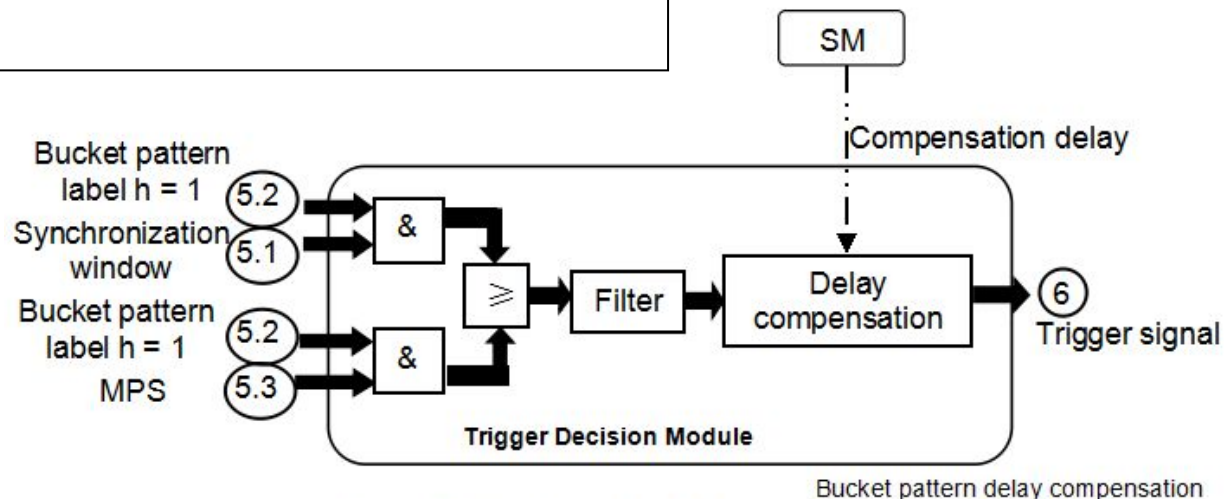 SM
Compensation delay
Bucket pattern
label h = 1
5.2
Synchronization
window
5.1
&
Bucket pattern
label h = 1
5.2
MPS
5.3
&
≥
Filter
Delay
compensation
6
Trigger signal
Trigger Decision Module
Bucket pattern delay compensation